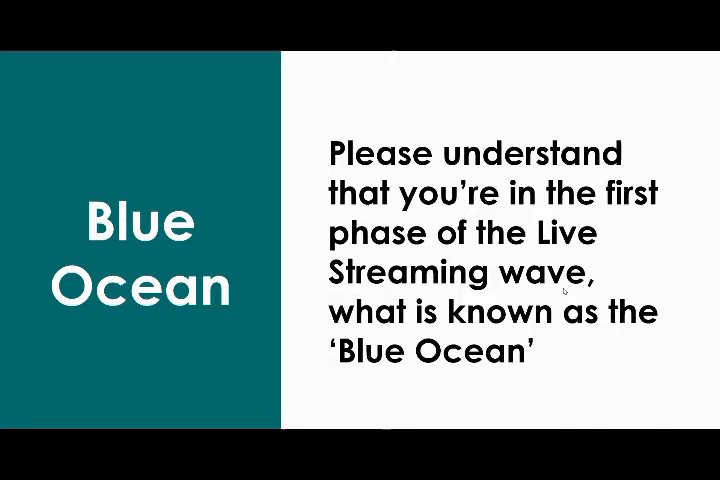 Blue
Ocean
Please understand
that you’re in the first
phase of the Live
Streaming wave,
what is known as the
‘Blue Ocean’